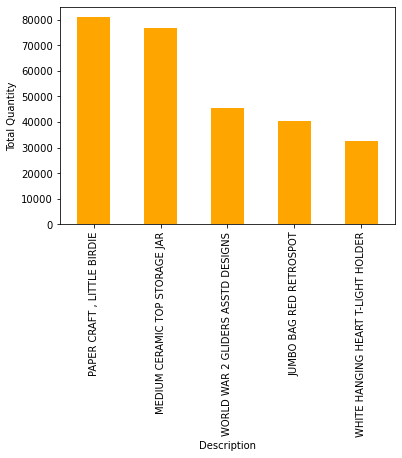 80000
70000
60000
50000
40000
30000
20000
10000
0
Total Quantity
PAPER CRAFT , LITTLE BIRDIE
MEDIUM CERAMIC TOP STORAGE JAR
WORLD WAR 2 GLIDERS ASSTD DESIGNS
JUMBO BAG RED RETROSPOT
WHITE HANGING HEART T-LIGHT HOLDER
Description